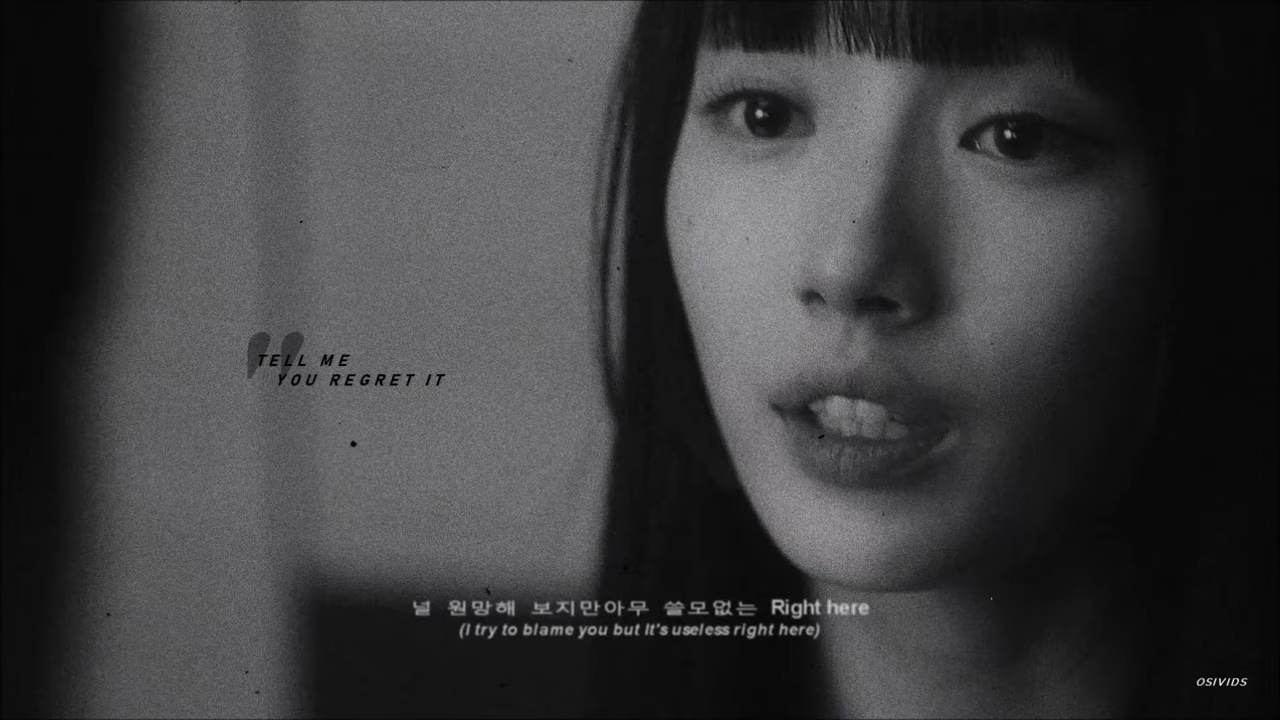 TELL ME
YOU REGRET IT
널 원망해 보지만아무 쓸모없는 Right here
(I try to blame you but It's useless right here)
OSIVIDS